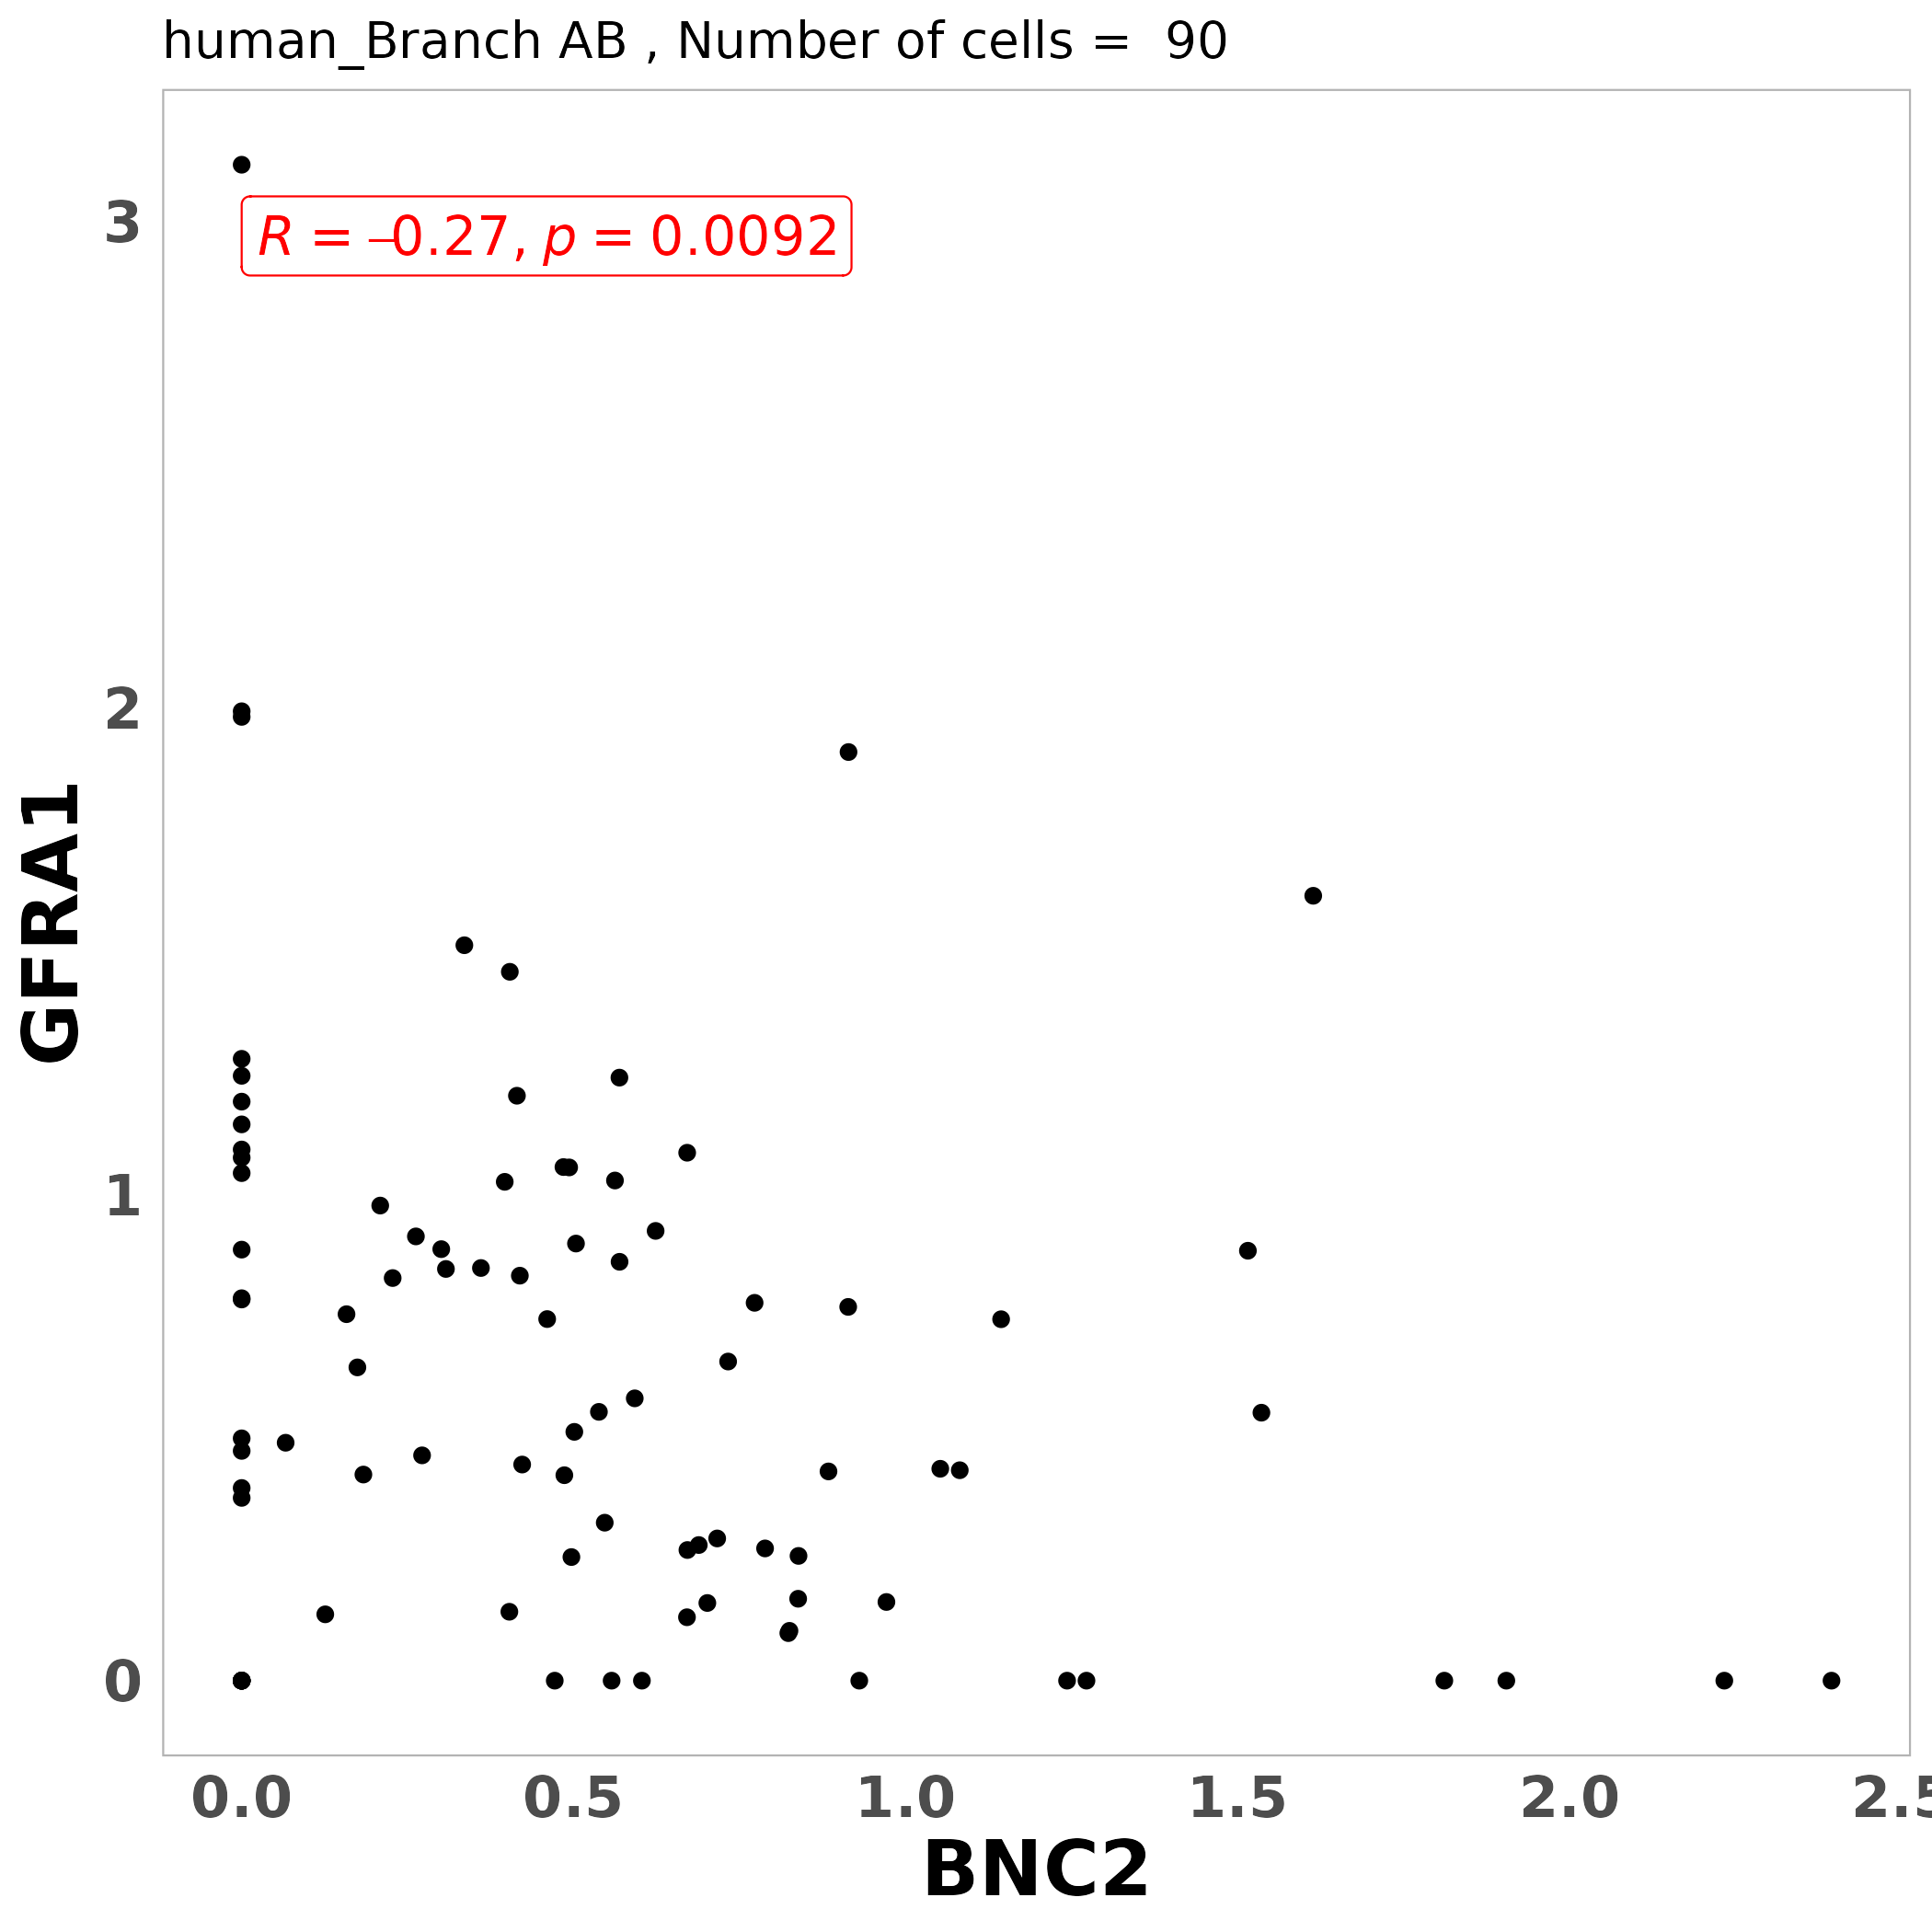 human_Branch AB , Number of cells = 90
R = –0.27, p = 0.0092
3
2
1
0
GFRA1
0.0 0.5 1.0 1.5 2.0 2.5
BNC2